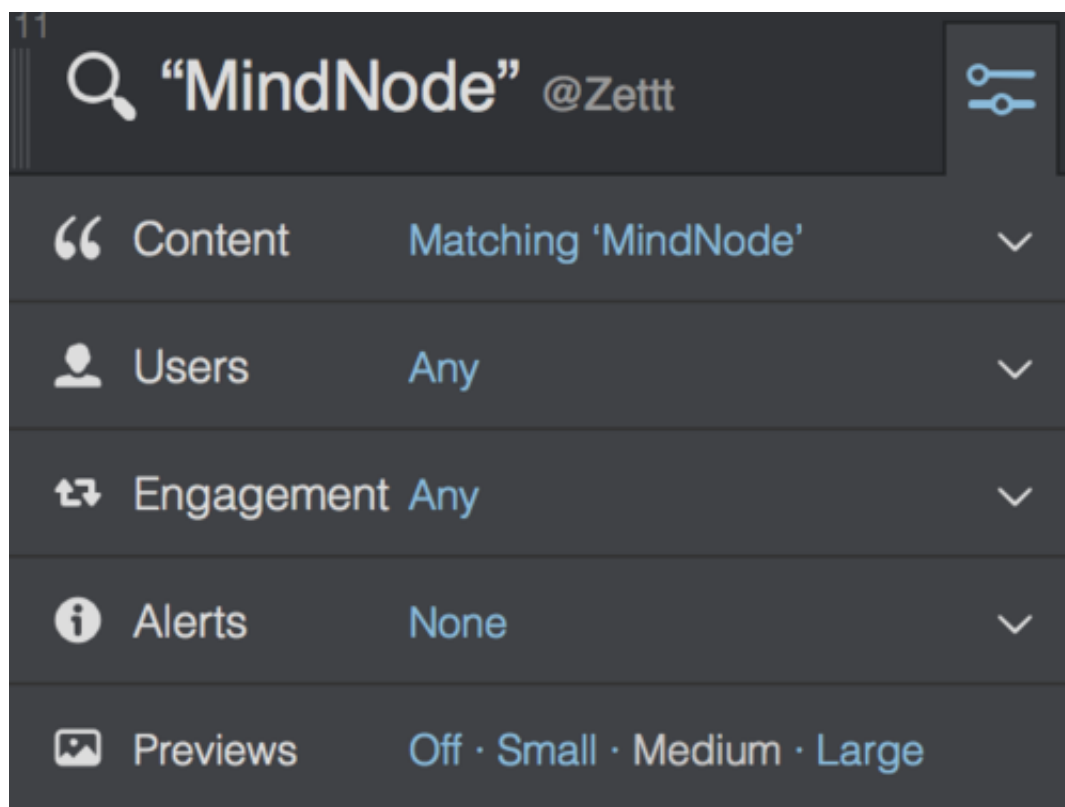 11
“MindNode” @Zettt
Content Matching ‘MindNode’
Users Any
Engagement Any
Alerts None
Previews Off · Small · Medium · Large